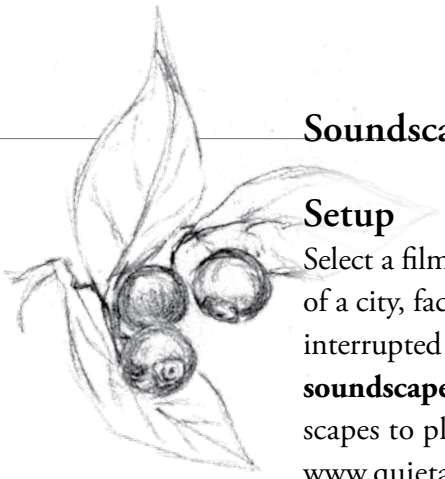 Soundsca
Setup
Select a film
of a city, fac
interrupted
soundscape
scapes to pl
www.quieta